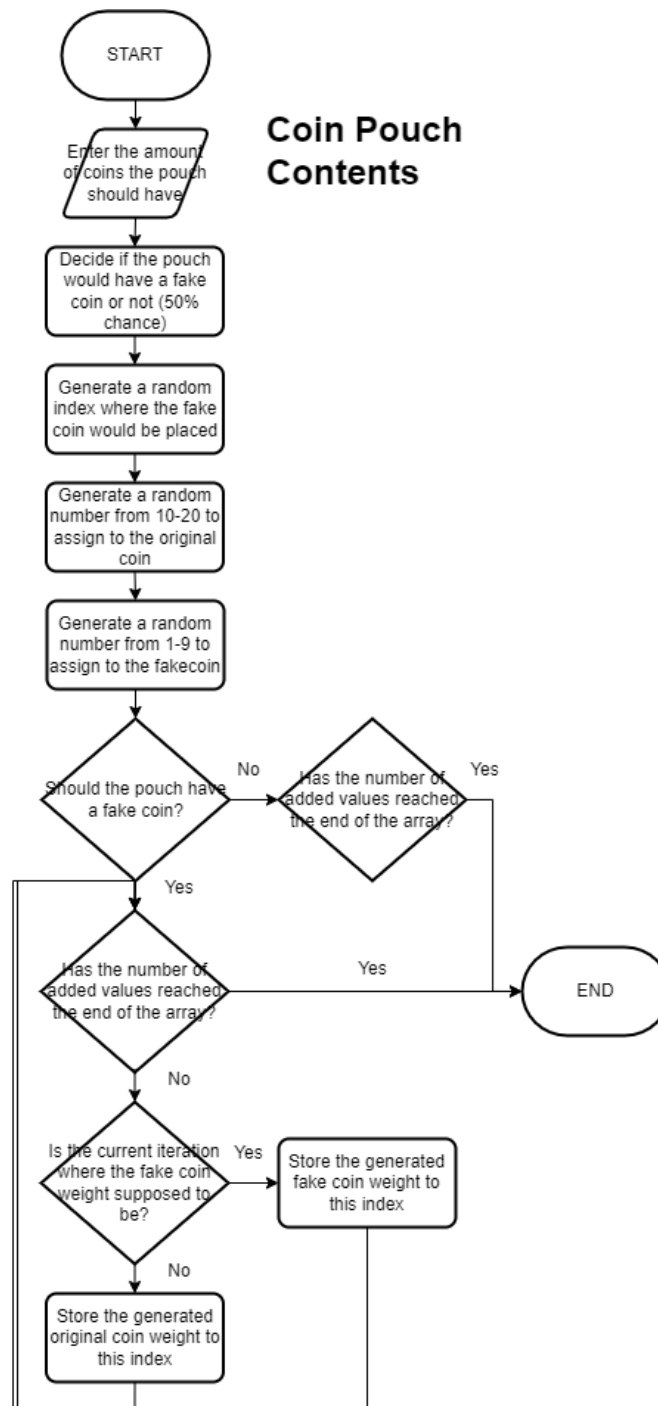 START
Coin Pouch
Contents
Enter the amount
of coins the pouch
should have
Decide if the pouch
would have a fake
coin or not (50%
chance)
Generate a random
index where the fake
coin would be placed
Generate a random
number from 10-20 to
assign to the original
coin
Generate a random
number from 1-9 to
assign to the fakecoin
Should the pouch have
a fake coin?
No
Has the number of
added values reached
the end of the array?
Yes
Yes
Has the number of
added values reached
the end of the array?
Yes
END
No
Is the current iteration
where the fake coin
weight supposed to
be?
Yes
Store the generated
fake coin weight to
this index
No
Store the generated
original coin weight to
this index